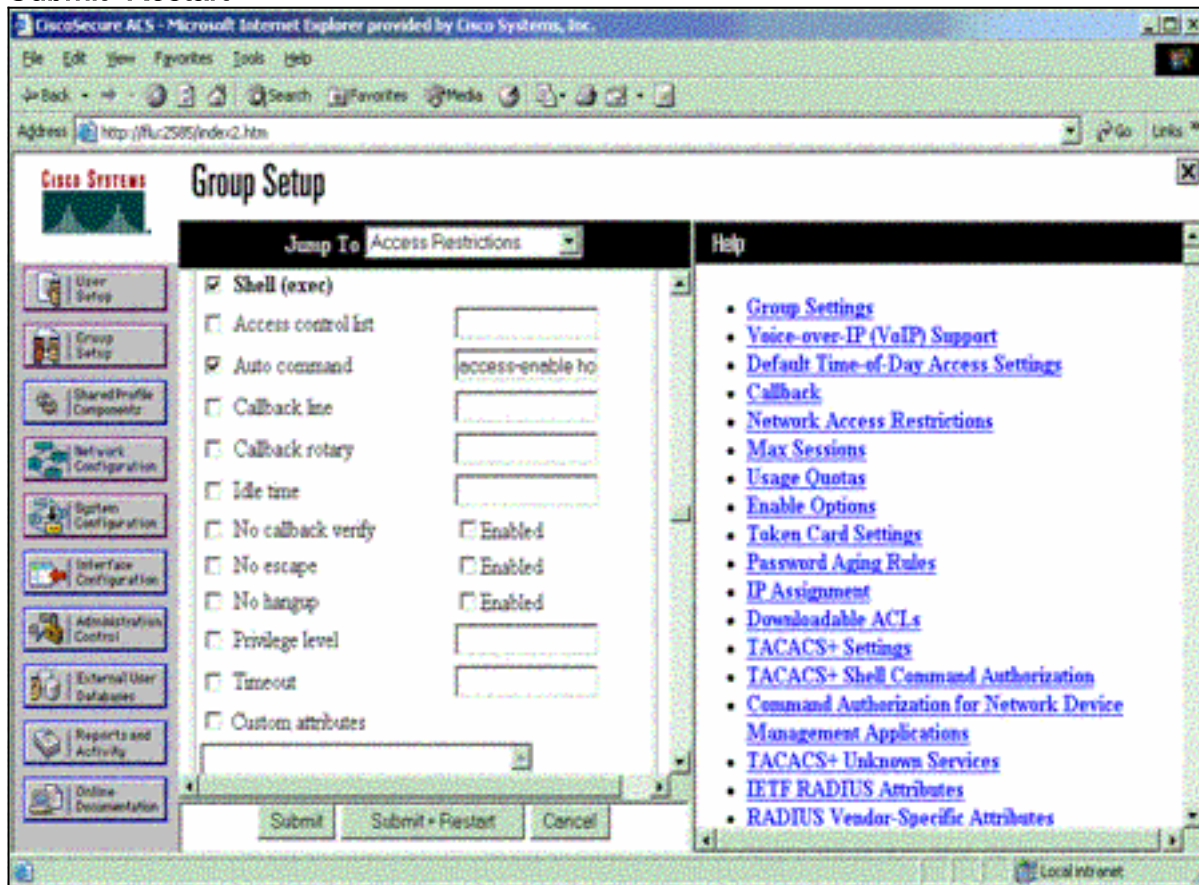 CiscoSecure ACS - Microsoft Internet Explorer provided by Cisco Systems, Inc.
File Edit View Favorites Tools Help
Back Search Favorites Media
Address http://flu:2585/index2.htm Go Links
CISCO SYSTEMS
Group Setup
Jump To Access Restrictions
User Setup
Group Setup
Shared Profile Components
Network Configuration
System Configuration
Interface Configuration
Administration Control
External User Databases
Reports and Activity
Online Documentation
Shell (exec)
Access control list
Auto command access-enable ho
Callback line
Callback rotary
Idle time
No callback verify Enabled
No escape Enabled
No hangup Enabled
Privilege level
Timeout
Custom attributes
Submit Submit + Restart Cancel
Help
Group Settings
Voice-over-IP (VoIP) Support
Default Time-of-Day Access Settings
Callback
Network Access Restrictions
Max Sessions
Usage Quotas
Enable Options
Token Card Settings
Password Aging Rules
IP Assignment
Downloadable ACLs
TACACS+ Settings
TACACS+ Shell Command Authorization
Command Authorization for Network Device
Management Applications
TACACS+ Unknown Services
IETF RADIUS Attributes
RADIUS Vendor-Specific Attributes
Local intranet